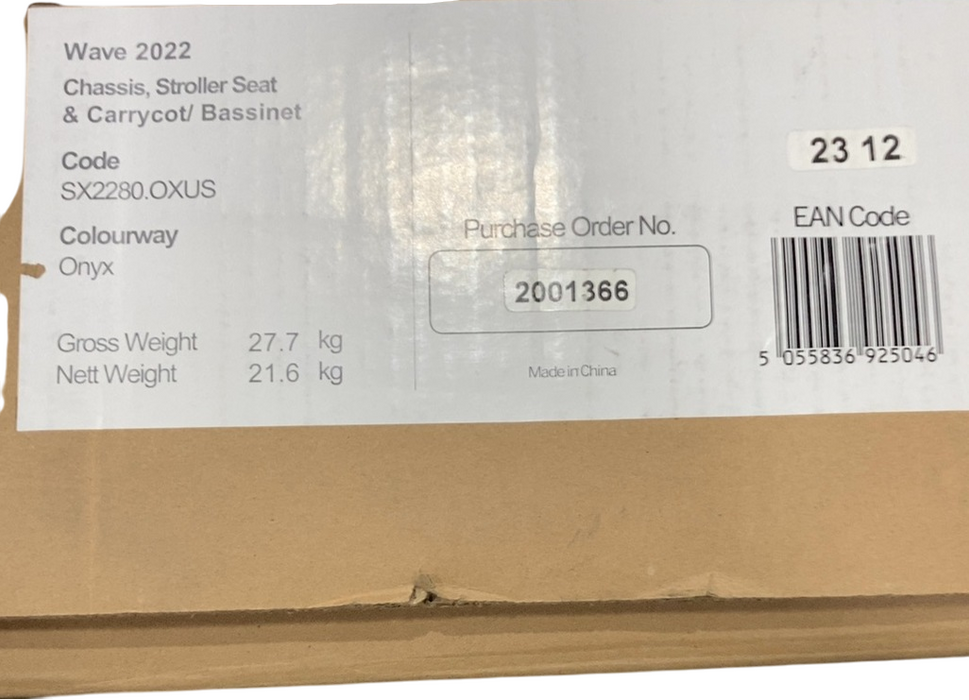 Wave 2022
Chassis, Stroller Seat
& Carrycot/ Bassinet
Code
SX2280.OXUS
Colourway
Onyx
Gross Weight 27.7 kg
Nett Weight 21.6 kg
Purchase Order No.
2001366
Made in China
23 12
EAN Code
5 055836 925046